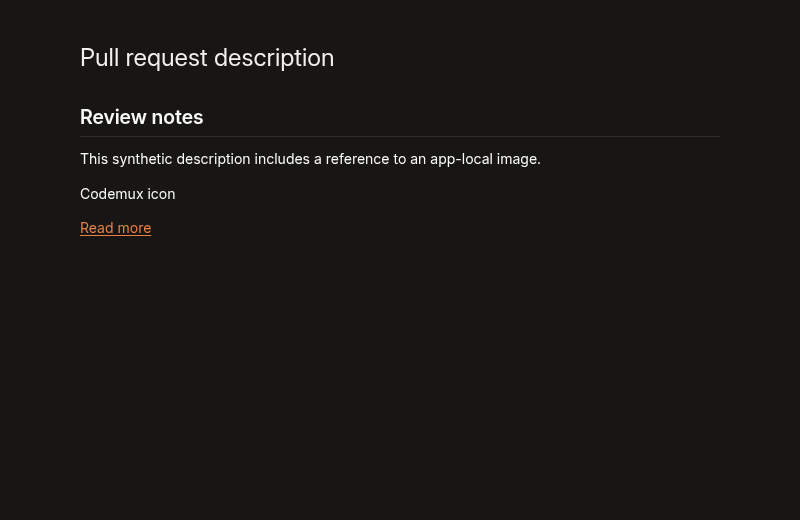 Pull request description
Review notes
This synthetic description includes a reference to an app-local image.
Codemux icon
Read more